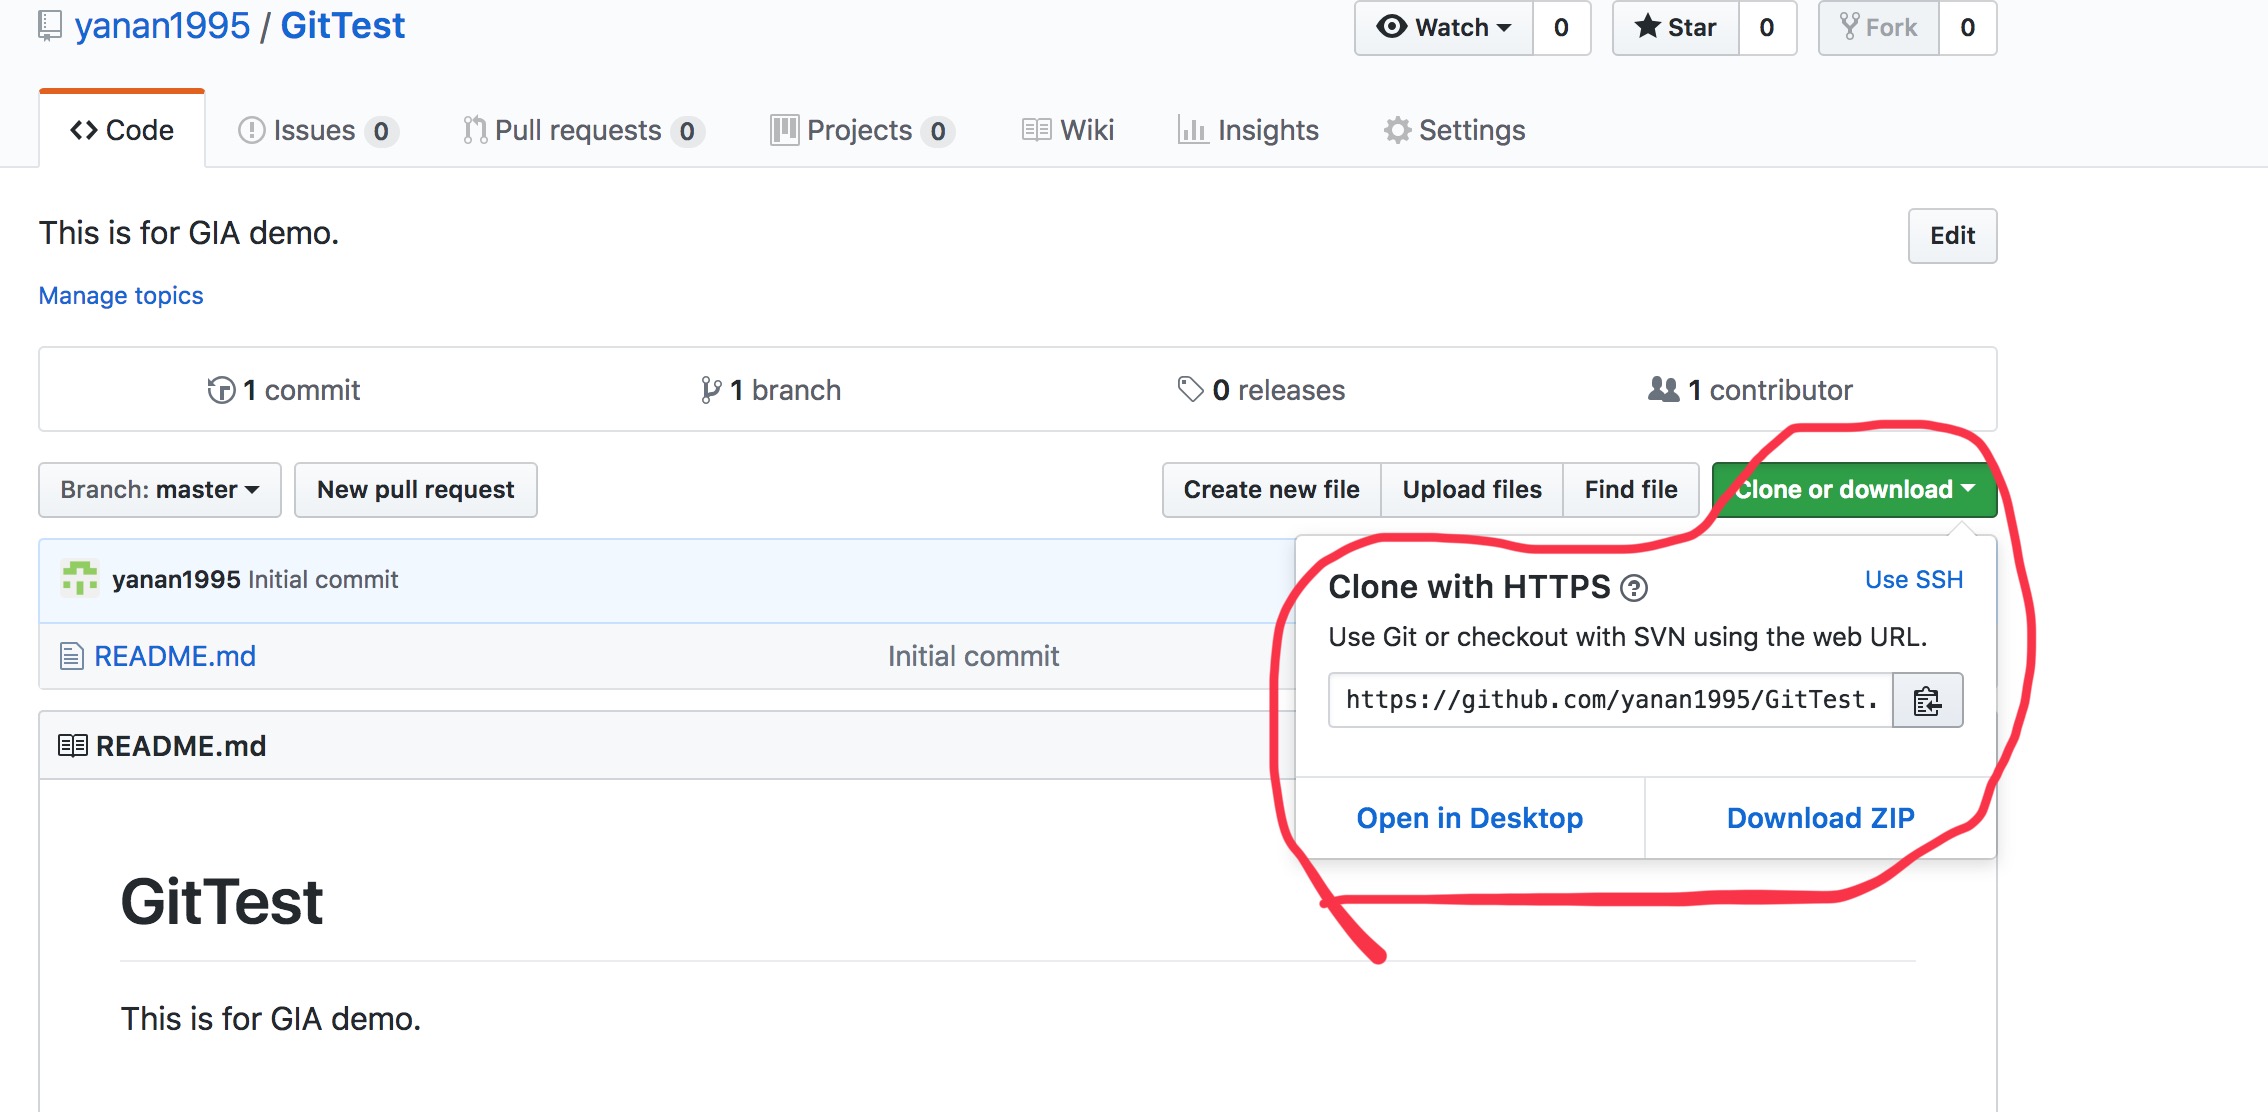 yanan1995 / GitTest
Watch 0 Star 0 Fork 0
Code Issues 0 Pull requests 0 Projects 0 Wiki Insights Settings
This is for GIA demo.
Edit
Manage topics
1 commit 1 branch 0 releases 1 contributor
Branch: master New pull request Create new file Upload files Find file Clone or download
yanan1995 Initial commit
README.md Initial commit
Clone with HTTPS ? Use SSH
Use Git or checkout with SVN using the web URL.
https://github.com/yanan1995/GitTest.
Open in Desktop Download ZIP
README.md
GitTest
This is for GIA demo.